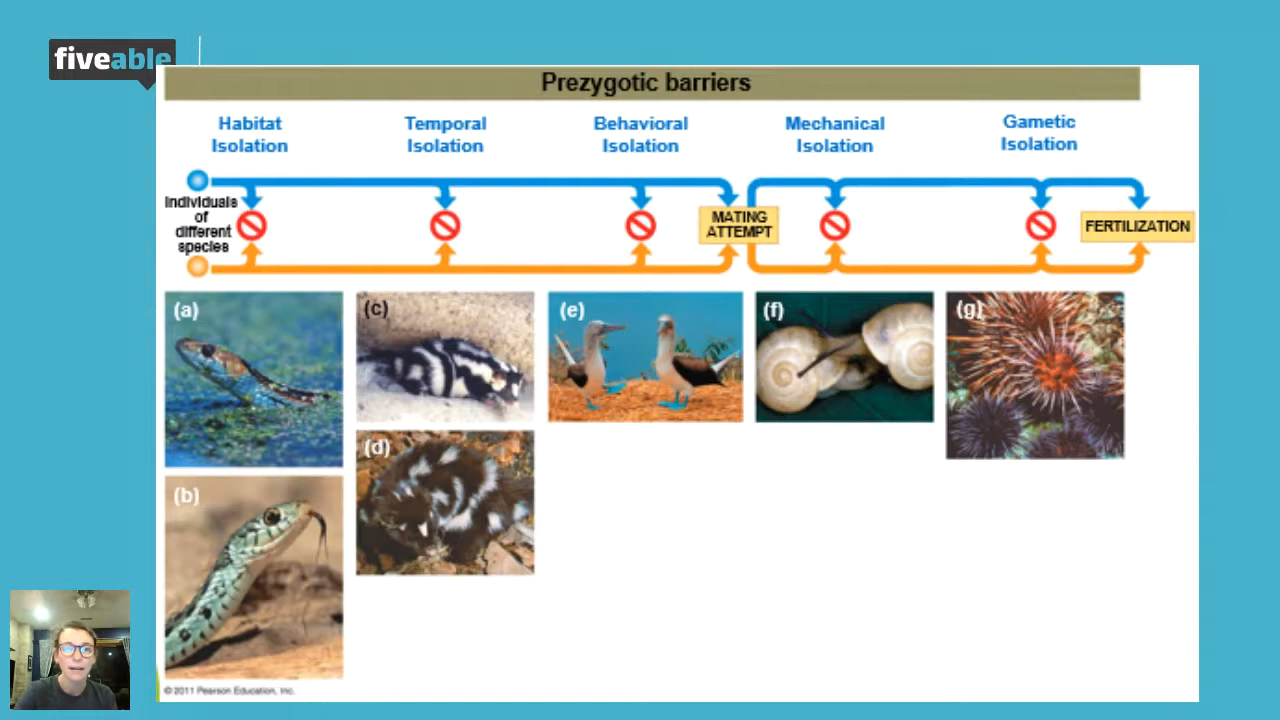 fiveable
Prezygotic barriers
Habitat
Isolation
Temporal
Isolation
Behavioral
Isolation
Mechanical
Isolation
Gametic
Isolation
Individuals
of
different
species
MATING
ATTEMPT
FERTILIZATION
(a)
(c)
(e)
(f)
(g)
(d)
(b)
© 2011 Pearson Education, Inc.